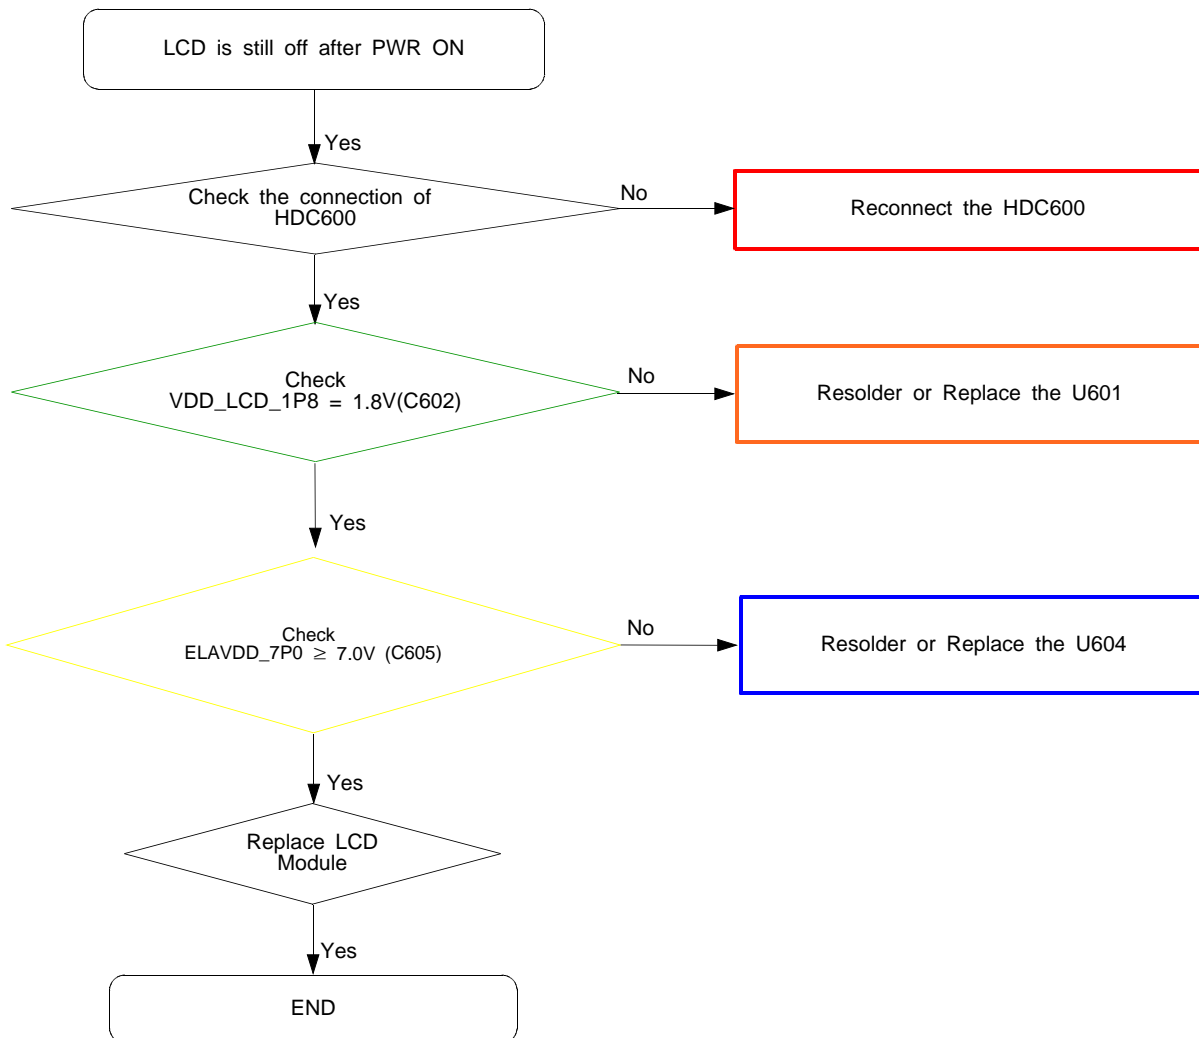 LCD is still off after PWR ON
Yes
Check the connection of
HDC600
No
Reconnect the HDC600
Yes
Check
VDD_LCD_1P8 = 1.8V(C602)
No
Resolder or Replace the U601
Yes
Check
ELAVDD_7P0 ≥ 7.0V (C605)
No
Resolder or Replace the U604
Yes
Replace LCD
Module
Yes
END